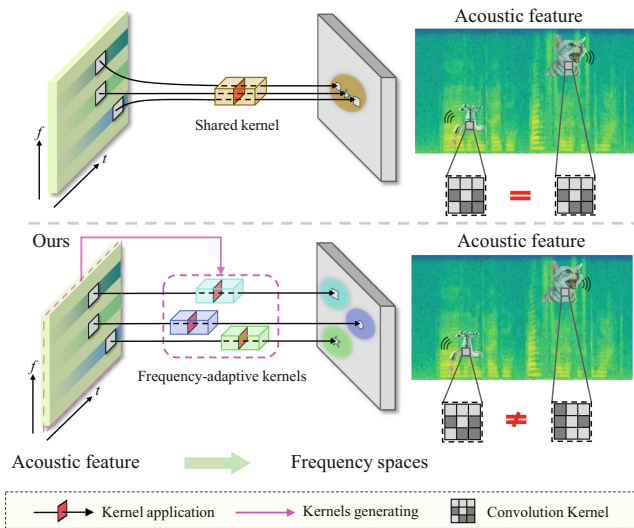 Acoustic feature
f
t
Shared kernel
=
Ours
Acoustic feature
f
t
Frequency-adaptive kernels
≠
Acoustic feature
Frequency spaces
Kernel application
Kernels generating
Convolution Kernel